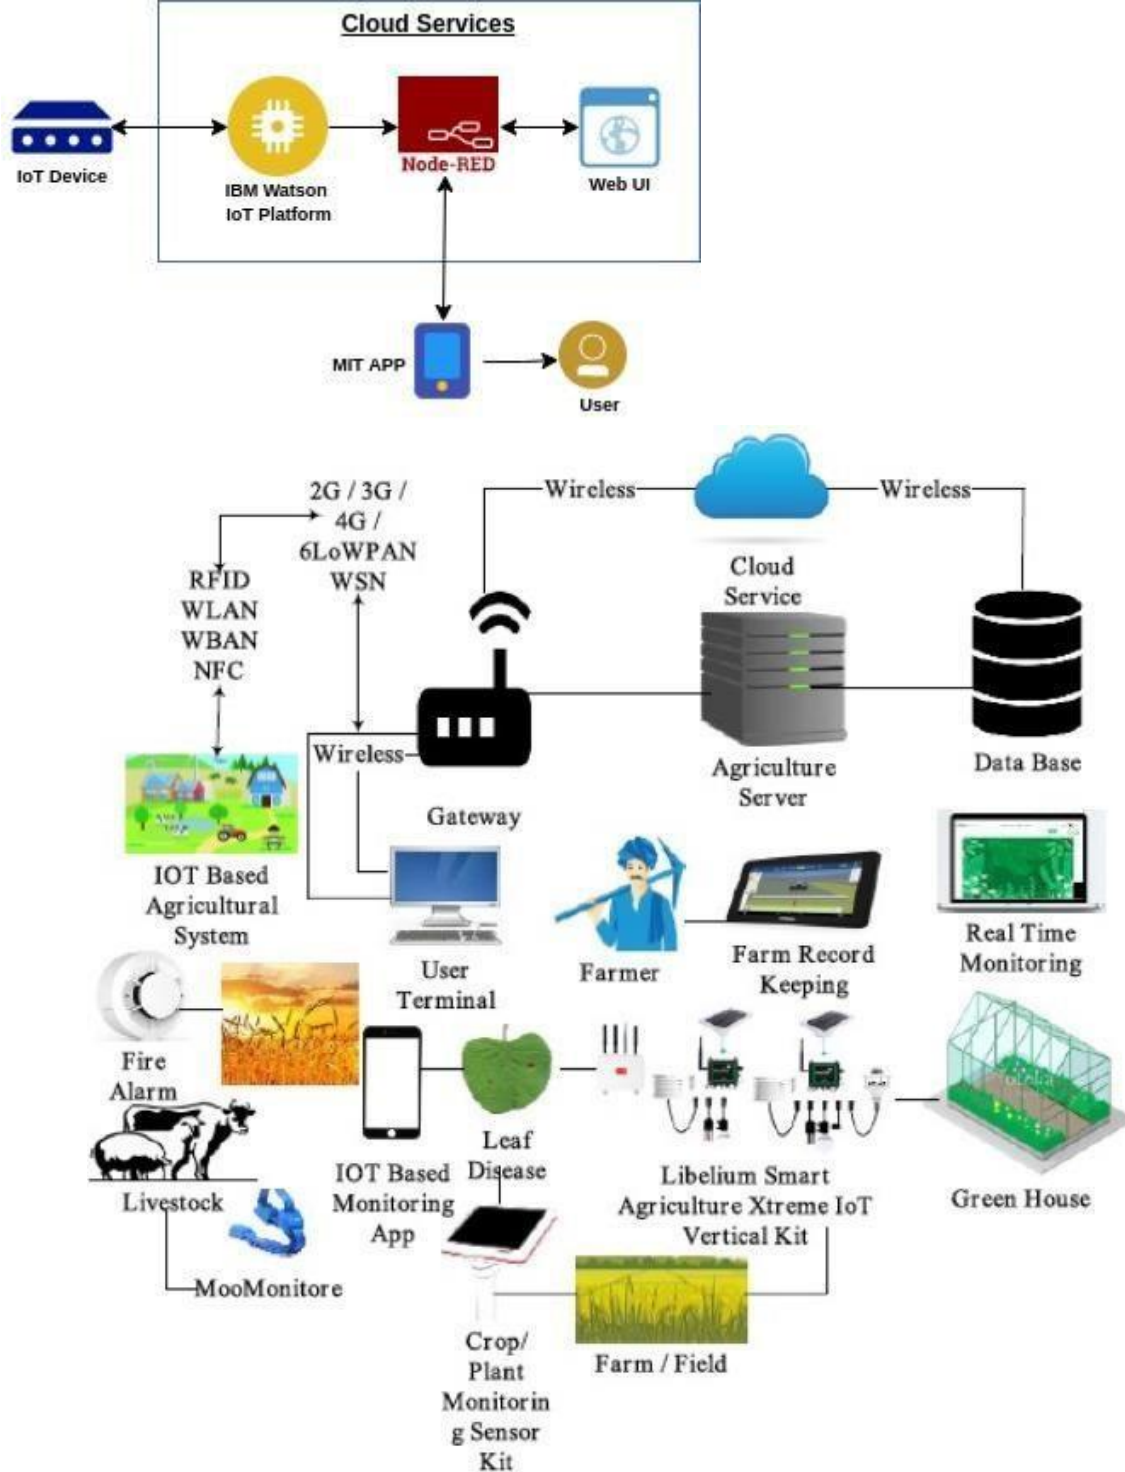 Cloud Services
IoT Device
IBM Watson
IoT Platform
Node-RED
Web UI
MIT APP
User
2G / 3G /
4G /
6LoWPAN
WSN
RFID
WLAN
WBAN
NFC
Wireless
Wireless
Cloud
Service
Wireless
Gateway
Agriculture
Server
Data Base
IOT Based
Agricultural
System
User
Terminal
Farmer
Farm Record
Keeping
Real Time
Monitoring
Fire
Alarm
Livestock
MooMonitore
IOT Based
Monitoring
App
Leaf
Disease
Libelium Smart
Agriculture Xtreme IoT
Vertical Kit
Green House
Crop/
Plant
Monitorin
g Sensor
Kit
Farm / Field